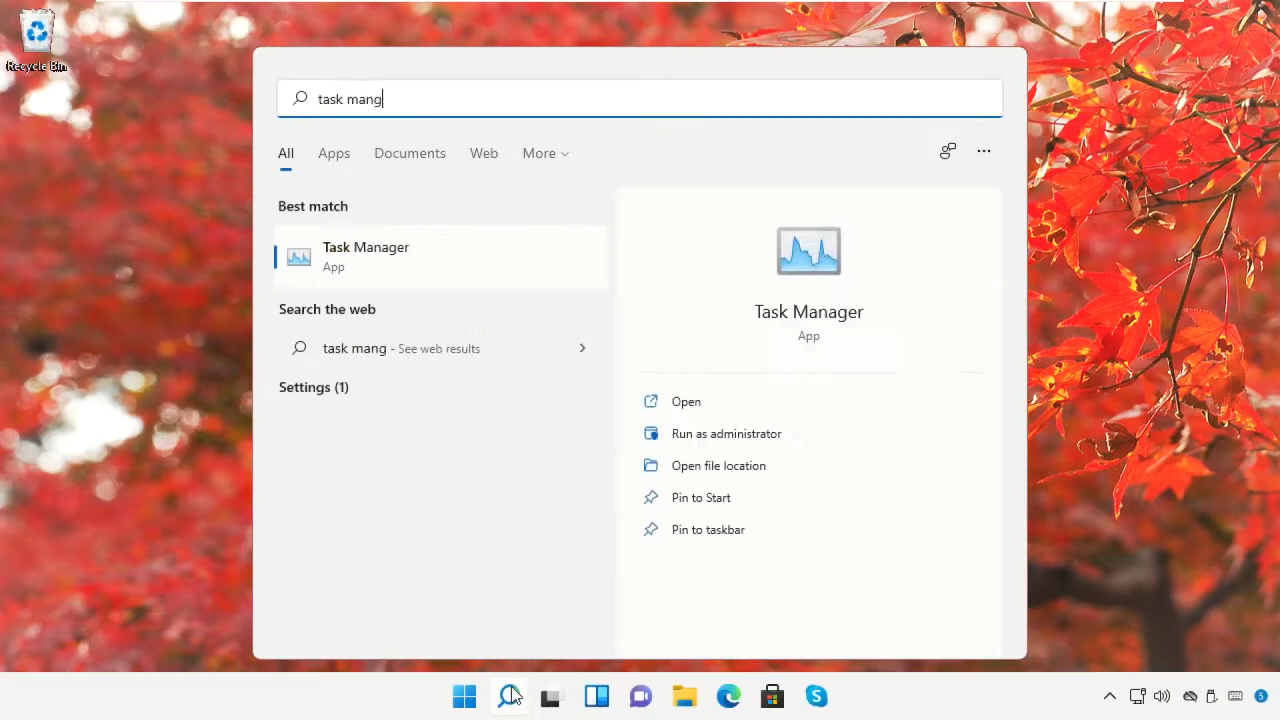 Recycle Bin
task mang
All Apps Documents Web More
Best match
Task Manager
App
Search the web
task mang - See web results
Settings (1)
Task Manager
App
Open
Run as administrator
Open file location
Pin to Start
Pin to taskbar
5